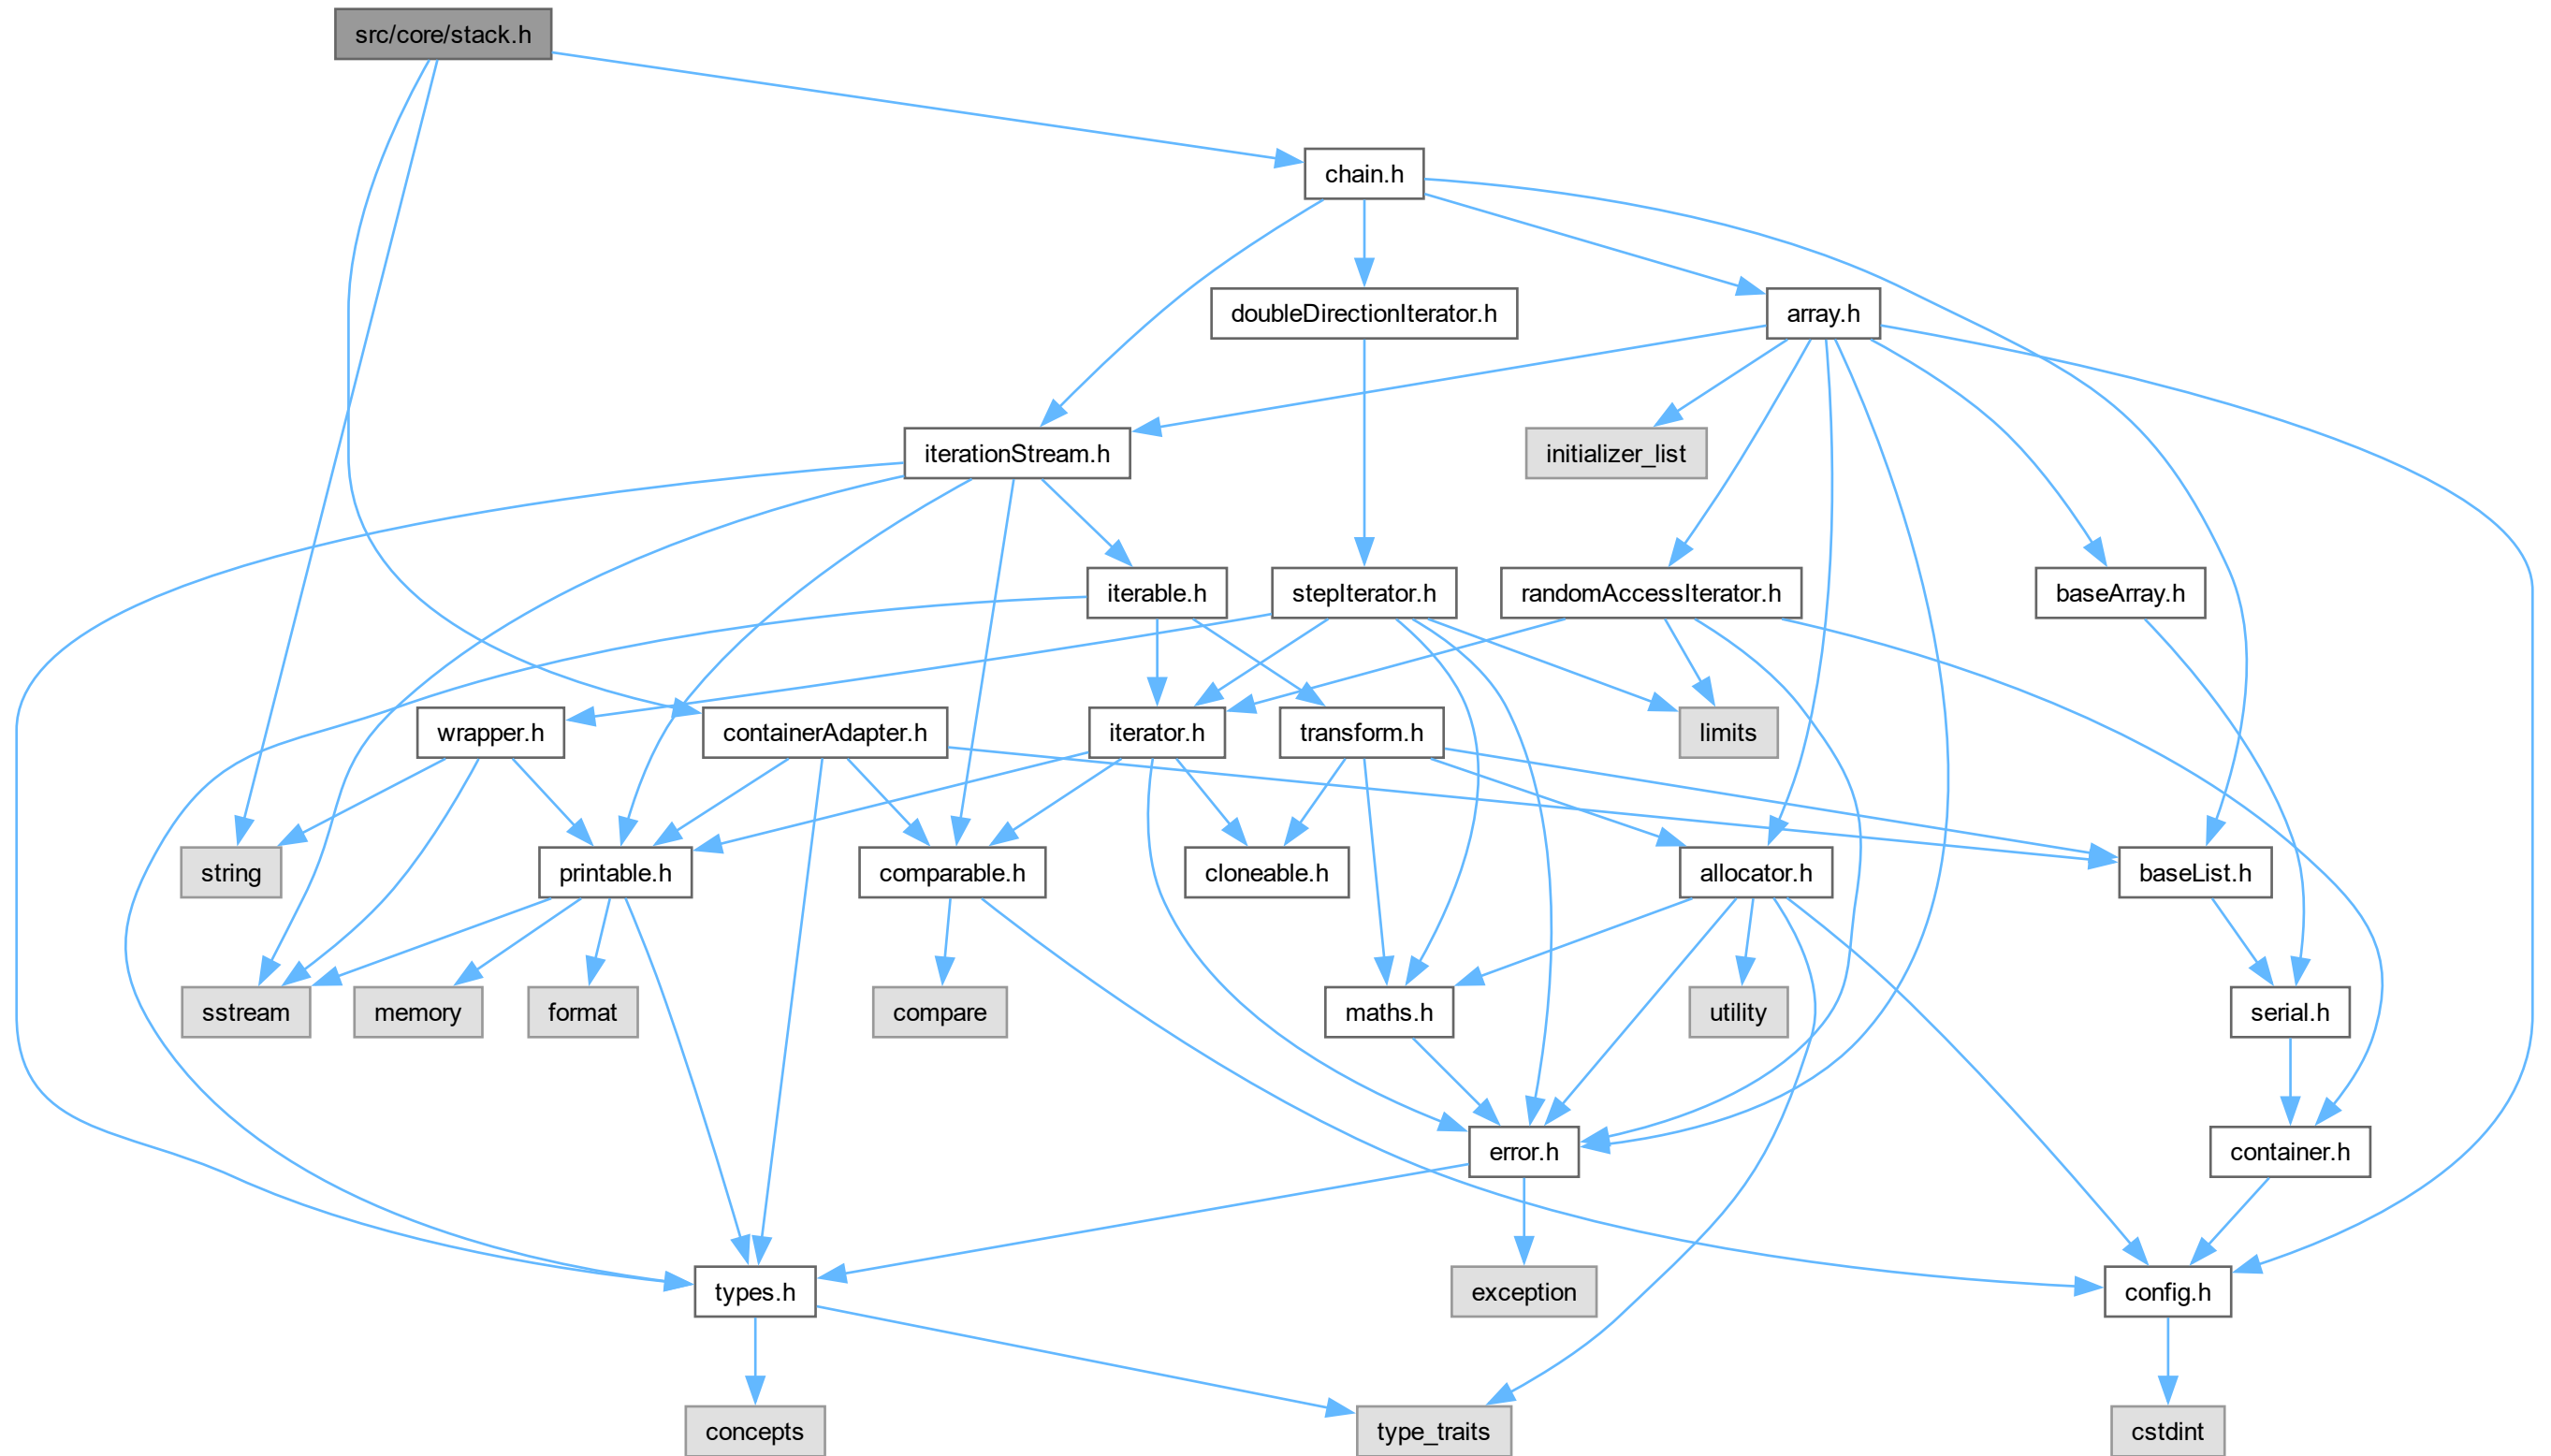 src/core/stack.h
chain.h
doubleDirectionIterator.h
array.h
iterationStream.h
initializer_list
iterable.h
stepIterator.h
randomAccessIterator.h
baseArray.h
wrapper.h
containerAdapter.h
iterator.h
transform.h
limits
string
printable.h
comparable.h
cloneable.h
allocator.h
baseList.h
sstream
memory
format
compare
maths.h
utility
serial.h
error.h
container.h
types.h
exception
config.h
concepts
type_traits
cstdint